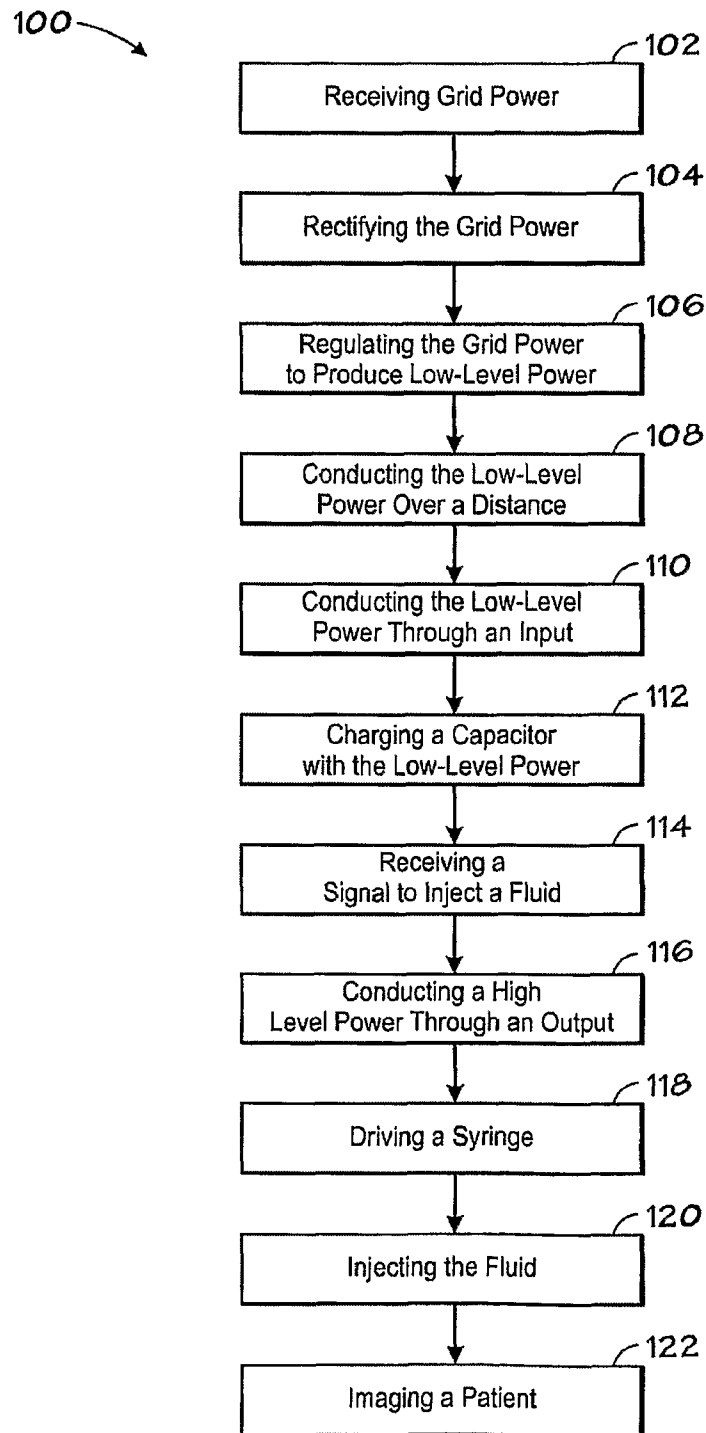 100
102
Receiving Grid Power
104
Rectifying the Grid Power
106
Regulating the Grid Power
to Produce Low-Level Power
108
Conducting the Low-Level
Power Over a Distance
110
Conducting the Low-Level
Power Through an Input
112
Charging a Capacitor
with the Low-Level Power
114
Receiving a
Signal to Inject a Fluid
116
Conducting a High
Level Power Through an Output
118
Driving a Syringe
120
Injecting the Fluid
122
Imaging a Patient